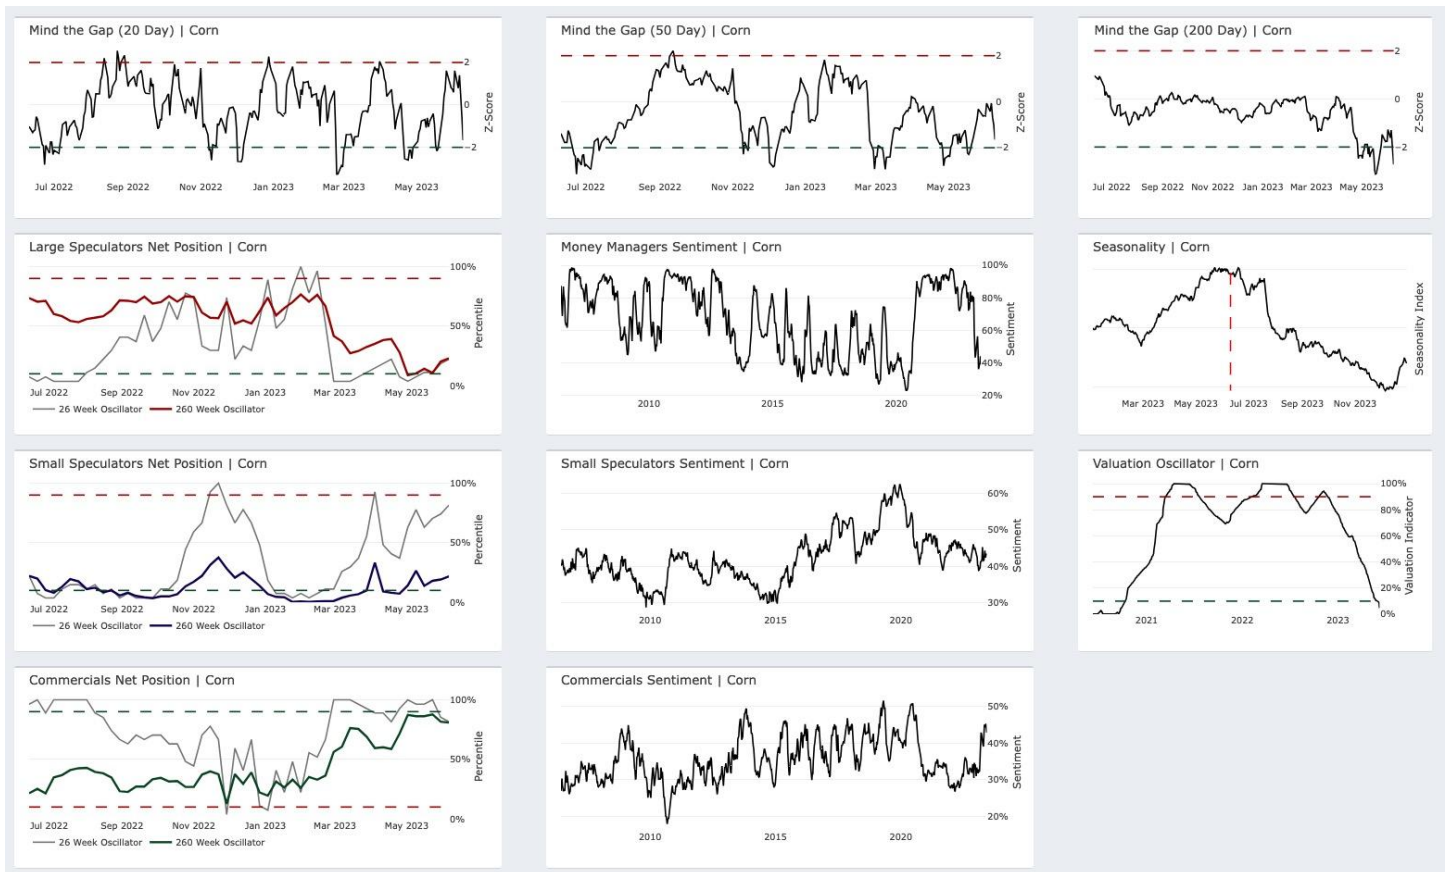 Mind the Gap (20 Day) | Corn
2
0
−2
Z-Score
Jul 2022 Sep 2022 Nov 2022 Jan 2023 Mar 2023 May 2023
Mind the Gap (50 Day) | Corn
2
0
−2
Z-Score
Jul 2022 Sep 2022 Nov 2022 Jan 2023 Mar 2023 May 2023
Mind the Gap (200 Day) | Corn
2
0
−2
Z-Score
Jul 2022 Sep 2022 Nov 2022 Jan 2023 Mar 2023 May 2023
Large Speculators Net Position | Corn
100%
50%
0%
Percentile
Jul 2022 Sep 2022 Nov 2022 Jan 2023 Mar 2023 May 2023
26 Week Oscillator 260 Week Oscillator
Money Managers Sentiment | Corn
100%
80%
60%
40%
20%
Sentiment
2010 2015 2020
Seasonality | Corn
Seasonality Index
Mar 2023 May 2023 Jul 2023 Sep 2023 Nov 2023
Small Speculators Net Position | Corn
100%
50%
0%
Percentile
Jul 2022 Sep 2022 Nov 2022 Jan 2023 Mar 2023 May 2023
26 Week Oscillator 260 Week Oscillator
Small Speculators Sentiment | Corn
60%
50%
40%
30%
Sentiment
2010 2015 2020
Valuation Oscillator | Corn
100%
80%
60%
40%
20%
0%
Valuation Indicator
2021 2022 2023
Commercials Net Position | Corn
100%
50%
0%
Percentile
Jul 2022 Sep 2022 Nov 2022 Jan 2023 Mar 2023 May 2023
26 Week Oscillator 260 Week Oscillator
Commercials Sentiment | Corn
50%
40%
30%
20%
Sentiment
2010 2015 2020